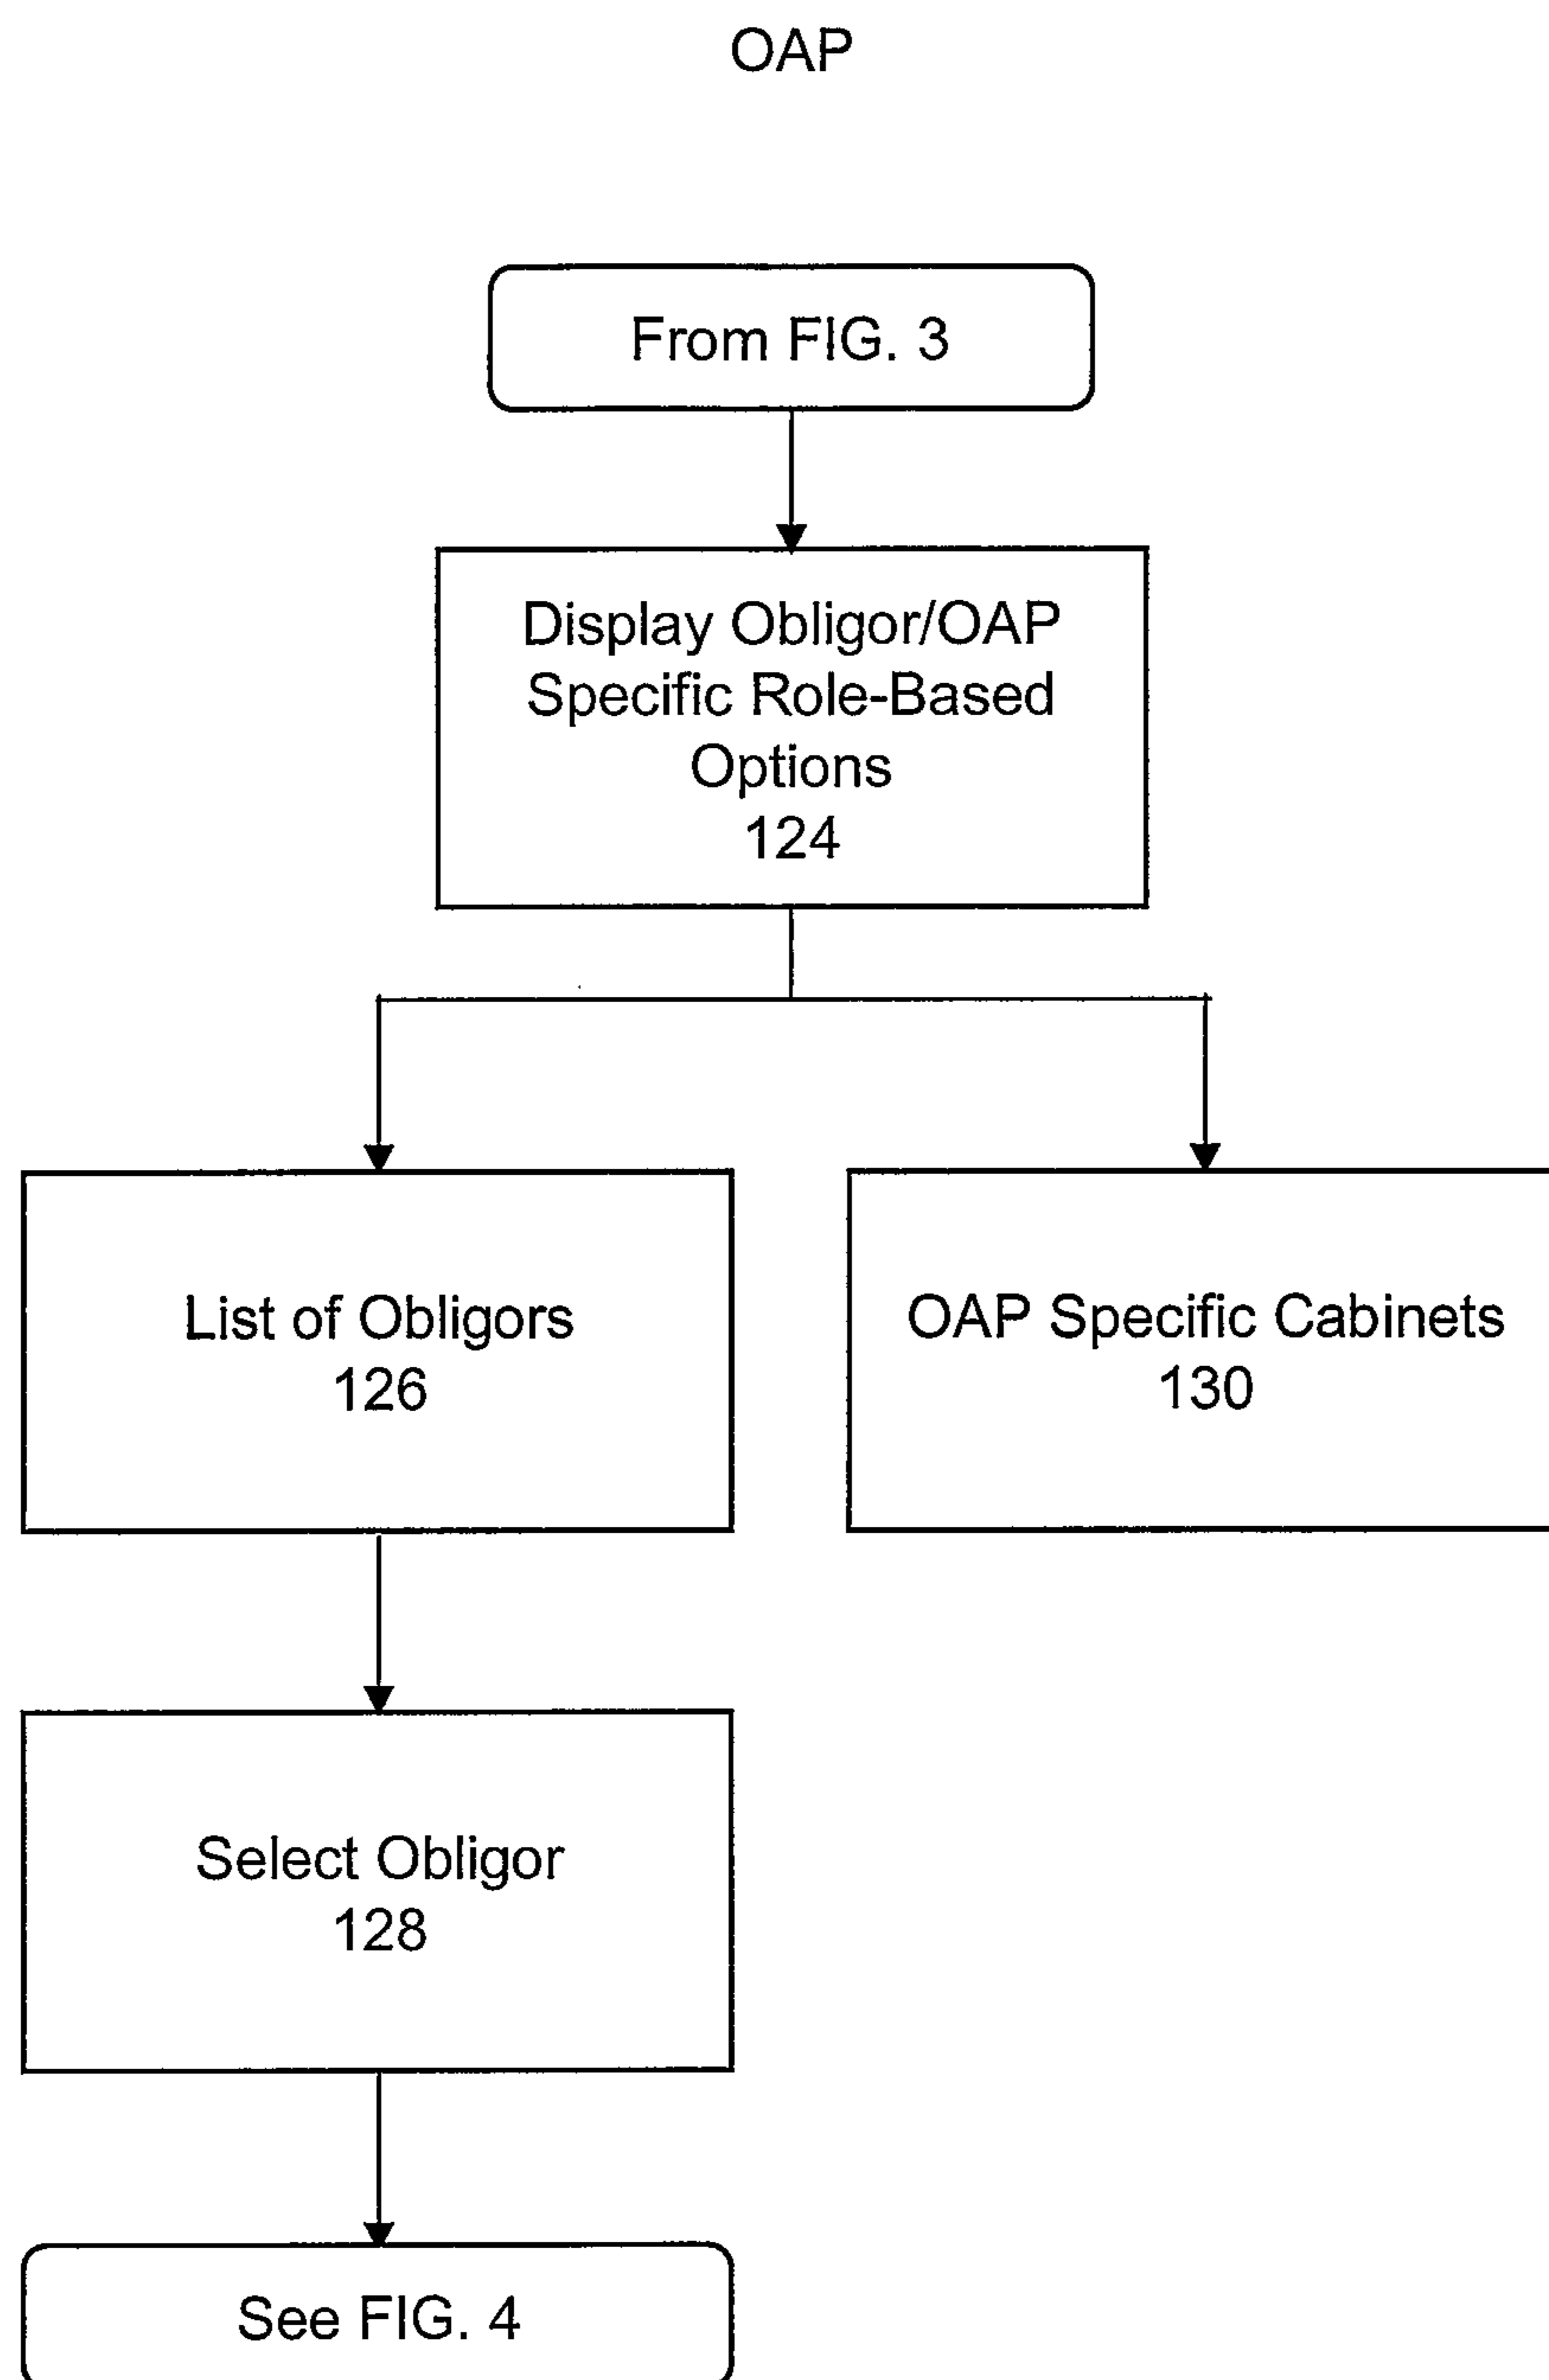 OAP
From FIG. 3
Display Obligor/OAP
Specific Role-Based
Options
124
List of Obligors
126
OAP Specific Cabinets
130
Select Obligor
128
See FIG. 4